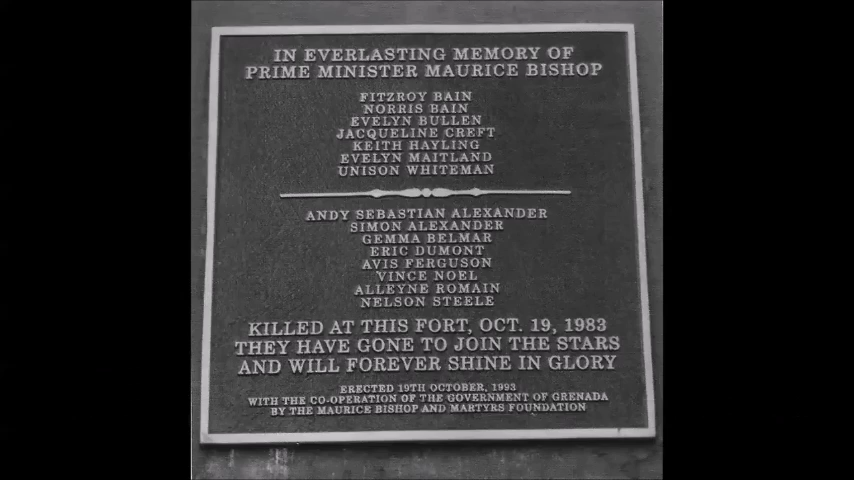 IN EVERLASTING MEMORY OF
PRIME MINISTER MAURICE BISHOP
FITZROY BAIN
NORRIS BAIN
EVELYN BULLEN
JACQUELINE CREFT
KEITH HAYLING
EVELYN MAITLAND
UNISON WHITEMAN
ANDY SEBASTIAN ALEXANDER
SIMON ALEXANDER
GEMMA BELMAR
ERIC DUMONT
AVIS FERGUSON
VINCE NOEL
ALLEYNE ROMAIN
NELSON STEELE
KILLED AT THIS FORT, OCT. 19, 1983
THEY HAVE GONE TO JOIN THE STARS
AND WILL FOREVER SHINE IN GLORY
ERECTED 19TH OCTOBER, 1993
WITH THE CO-OPERATION OF THE GOVERNMENT OF GRENADA
BY THE MAURICE BISHOP AND MARTYRS FOUNDATION